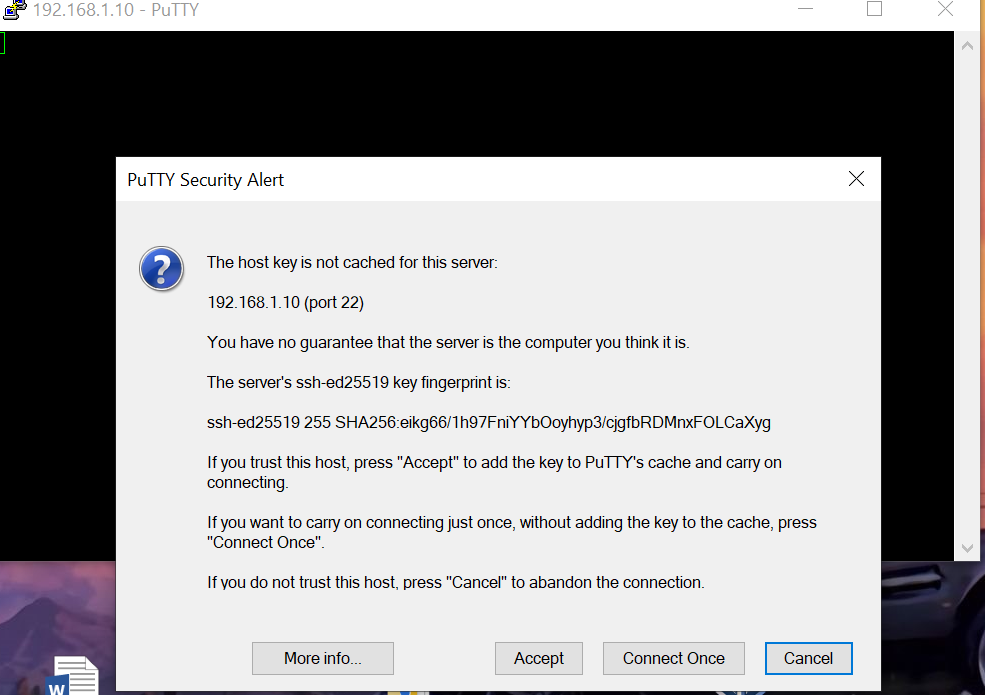 192.168.1.10 - PuTTY
PuTTY Security Alert
The host key is not cached for this server:
192.168.1.10 (port 22)
You have no guarantee that the server is the computer you think it is.
The server's ssh-ed25519 key fingerprint is:
ssh-ed25519 255 SHA256:eikg66/1h97FniYYbOoyhyp3/cjgfbRDMnxFOLCaXyg
If you trust this host, press "Accept" to add the key to PuTTY's cache and carry on
connecting.
If you want to carry on connecting just once, without adding the key to the cache, press
"Connect Once".
If you do not trust this host, press "Cancel" to abandon the connection.
More info...
Accept
Connect Once
Cancel
W